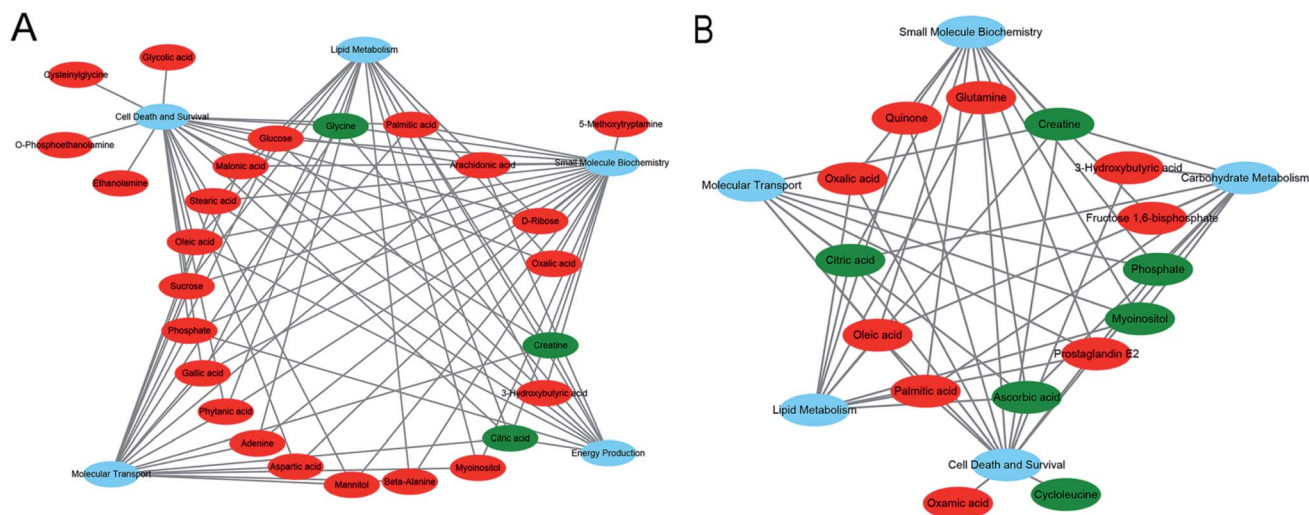 A
Glycolic acid
Lipid Metabolism
Cysteinylglycine
Cell Death and Survival
Glycine
Palmitic acid
5-Methoxytryptamine
Glucose
O-Phosphoethanolamine
Malonic acid
Arachidonic acid
Small Molecule Biochemistry
Ethanolamine
Stearic acid
D-Ribose
Oleic acid
Oxalic acid
Sucrose
Phosphate
Creatine
Gallic acid
3-Hydroxybutyric acid
Phytanic acid
Adenine
Citric acid
Energy Production
Molecular Transport
Aspartic acid
Myoinositol
Mannitol
Beta-Alanine
B
Small Molecule Biochemistry
Glutamine
Quinone
Creatine
3-Hydroxybutyric acid
Molecular Transport
Oxalic acid
Carbohydrate Metabolism
Fructose 1,6-bisphosphate
Citric acid
Phosphate
Myoinositol
Oleic acid
Prostaglandin E2
Palmitic acid
Ascorbic acid
Lipid Metabolism
Cell Death and Survival
Oxamic acid
Cycloleucine